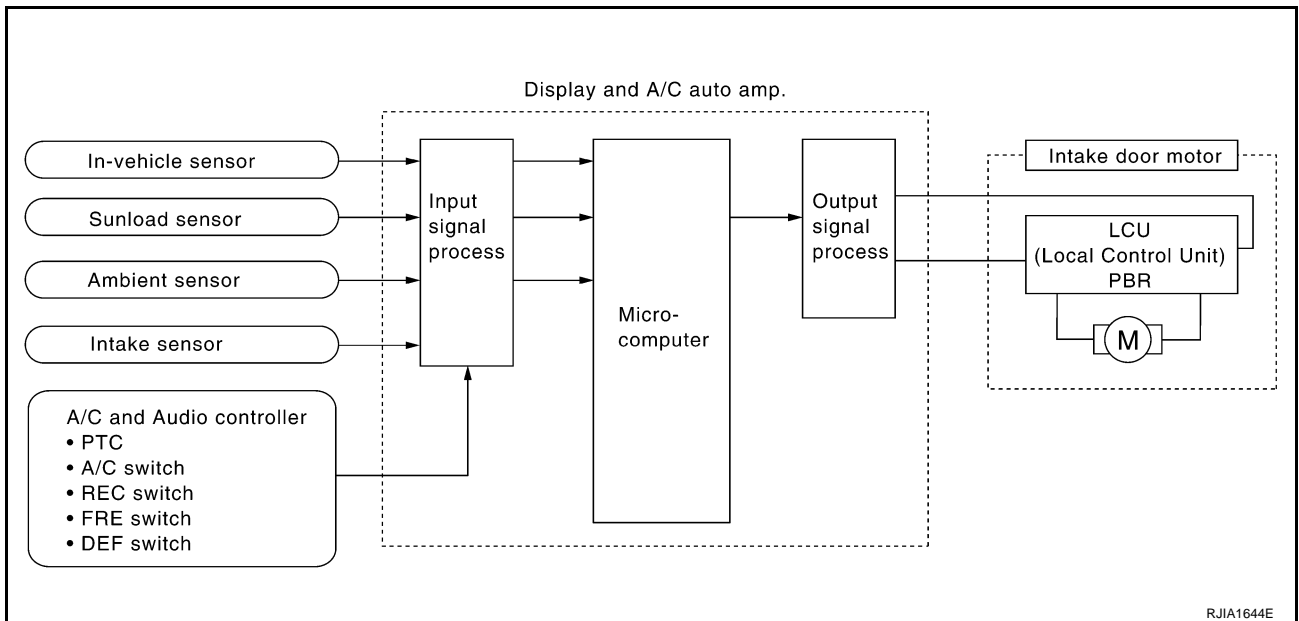 Display and A/C auto amp.
In-vehicle sensor
Sunload sensor
Ambient sensor
Intake sensor
A/C and Audio controller
• PTC
• A/C switch
• REC switch
• FRE switch
• DEF switch
Input
signal
process
Micro-
computer
Output
signal
process
Intake door motor
LCU
(Local Control Unit)
PBR
M
RJIA1644E